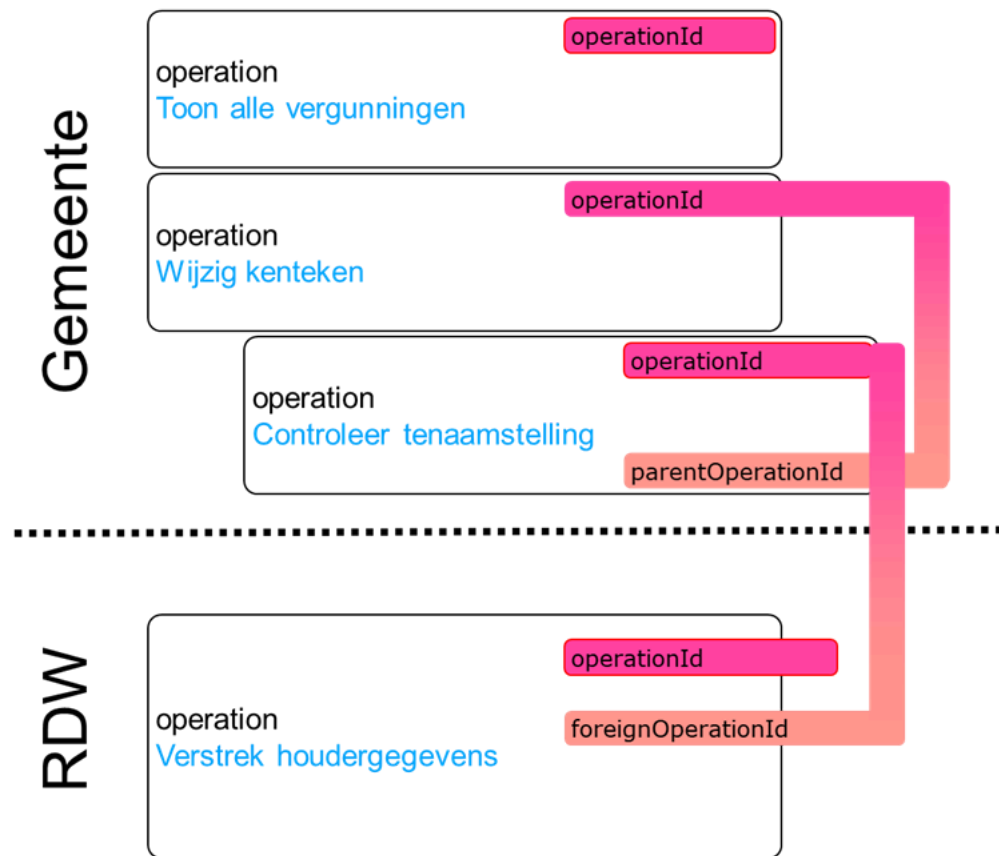 Gemeente
operationId
operation
Toon alle vergunningen
operationId
operation
Wijzig kenteken
operationId
operation
Controleer tenaamstelling
parentOperationId
RDW
operationId
operation
Verstrek houdergegevens
foreignOperationId